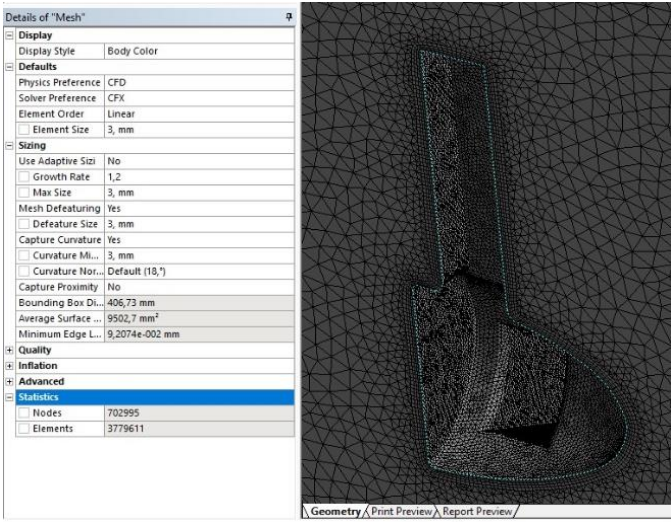 Details of "Mesh"
Display
Display Style Body Color
Defaults
Physics Preference CFD
Solver Preference CFX
Element Order Linear
Element Size 3, mm
Sizing
Use Adaptive Sizi No
Growth Rate 1,2
Max Size 3, mm
Mesh Defeaturing Yes
Defeature Size 3, mm
Capture Curvature Yes
Curvature Mi... 3, mm
Curvature Nor... Default (18,°)
Capture Proximity No
Bounding Box Di... 406,73 mm
Average Surface ... 9502,7 mm²
Minimum Edge L... 9,2074e-002 mm
Quality
Inflation
Advanced
Statistics
Nodes 702995
Elements 3779611
Geometry Print Preview Report Preview